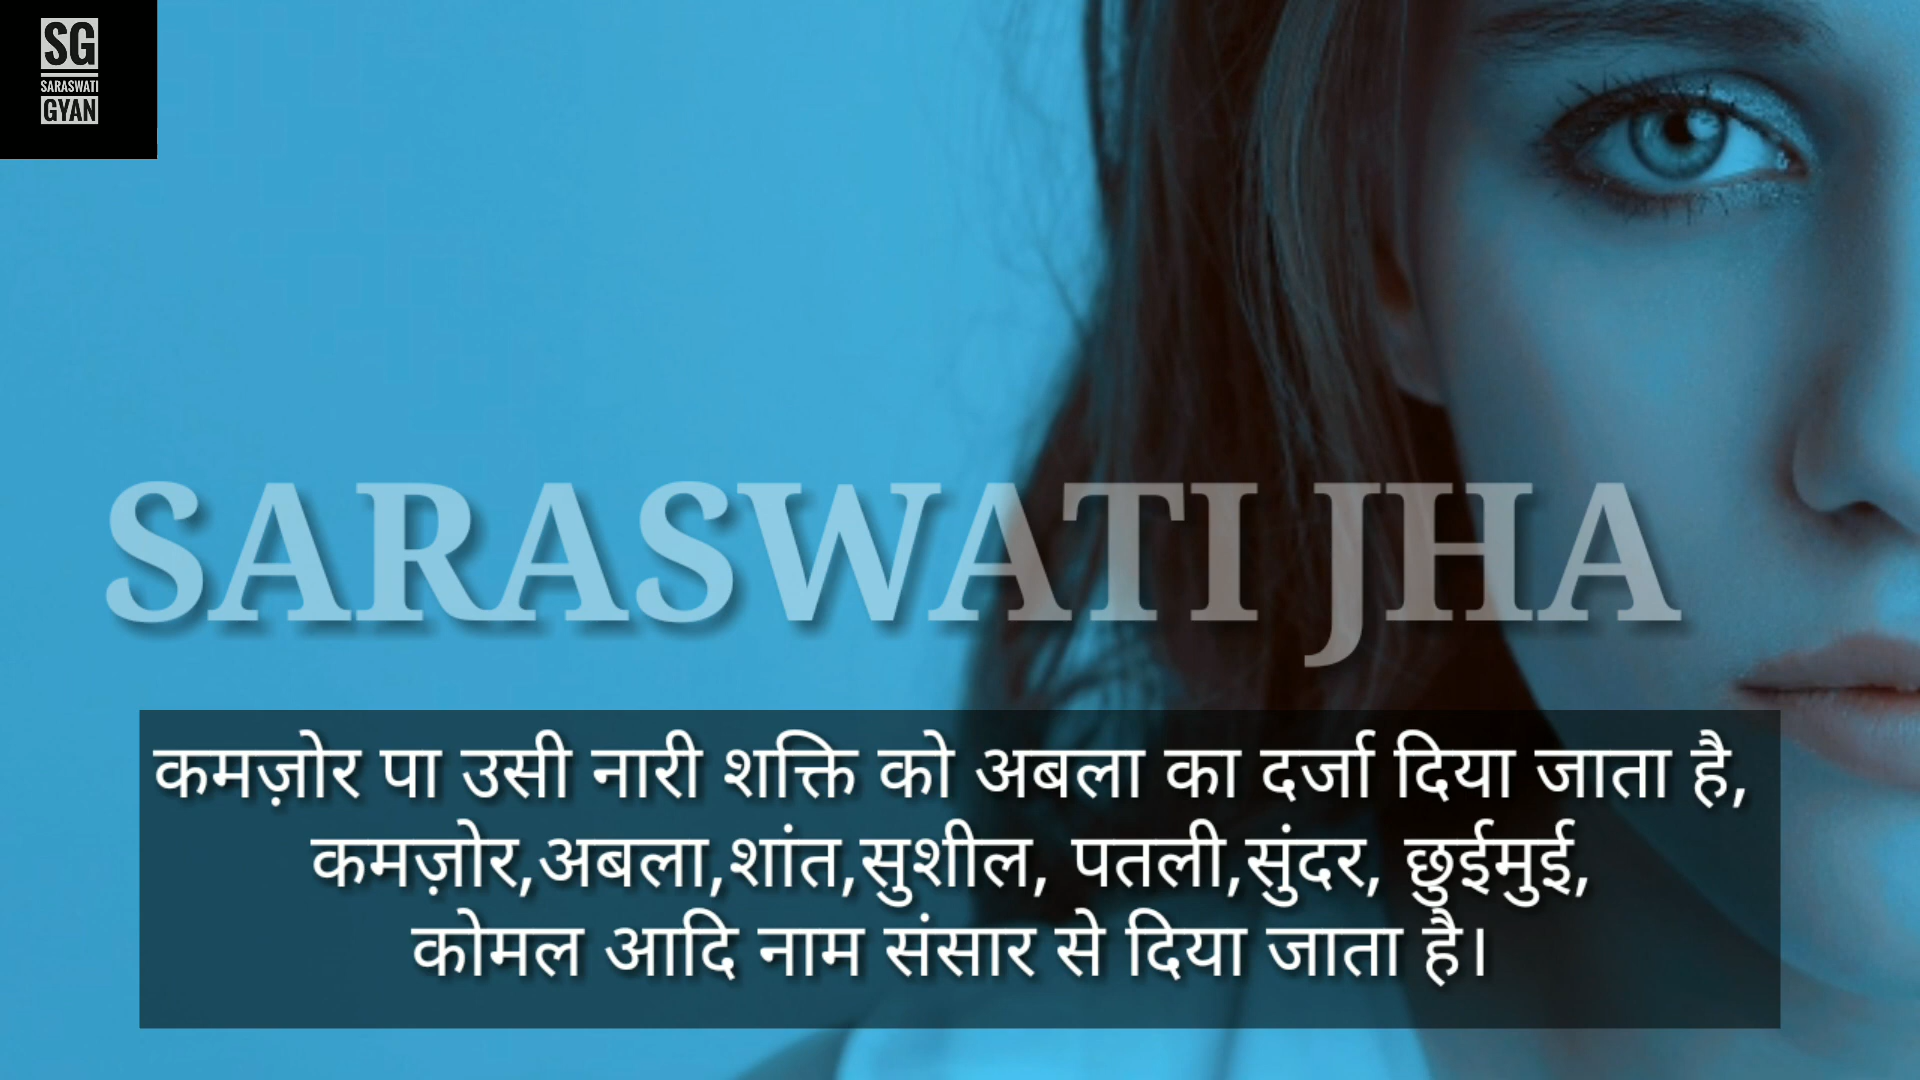 SG
SARASWATI
GYAN
SARASWATI JHA
कमज़ोर पा उसी नारी शक्ति को अबला का दर्जा दिया जाता है,
कमज़ोर,अबला,शांत,सुशील, पतली,सुंदर, छुईमुई,
कोमल आदि नाम संसार से दिया जाता है।